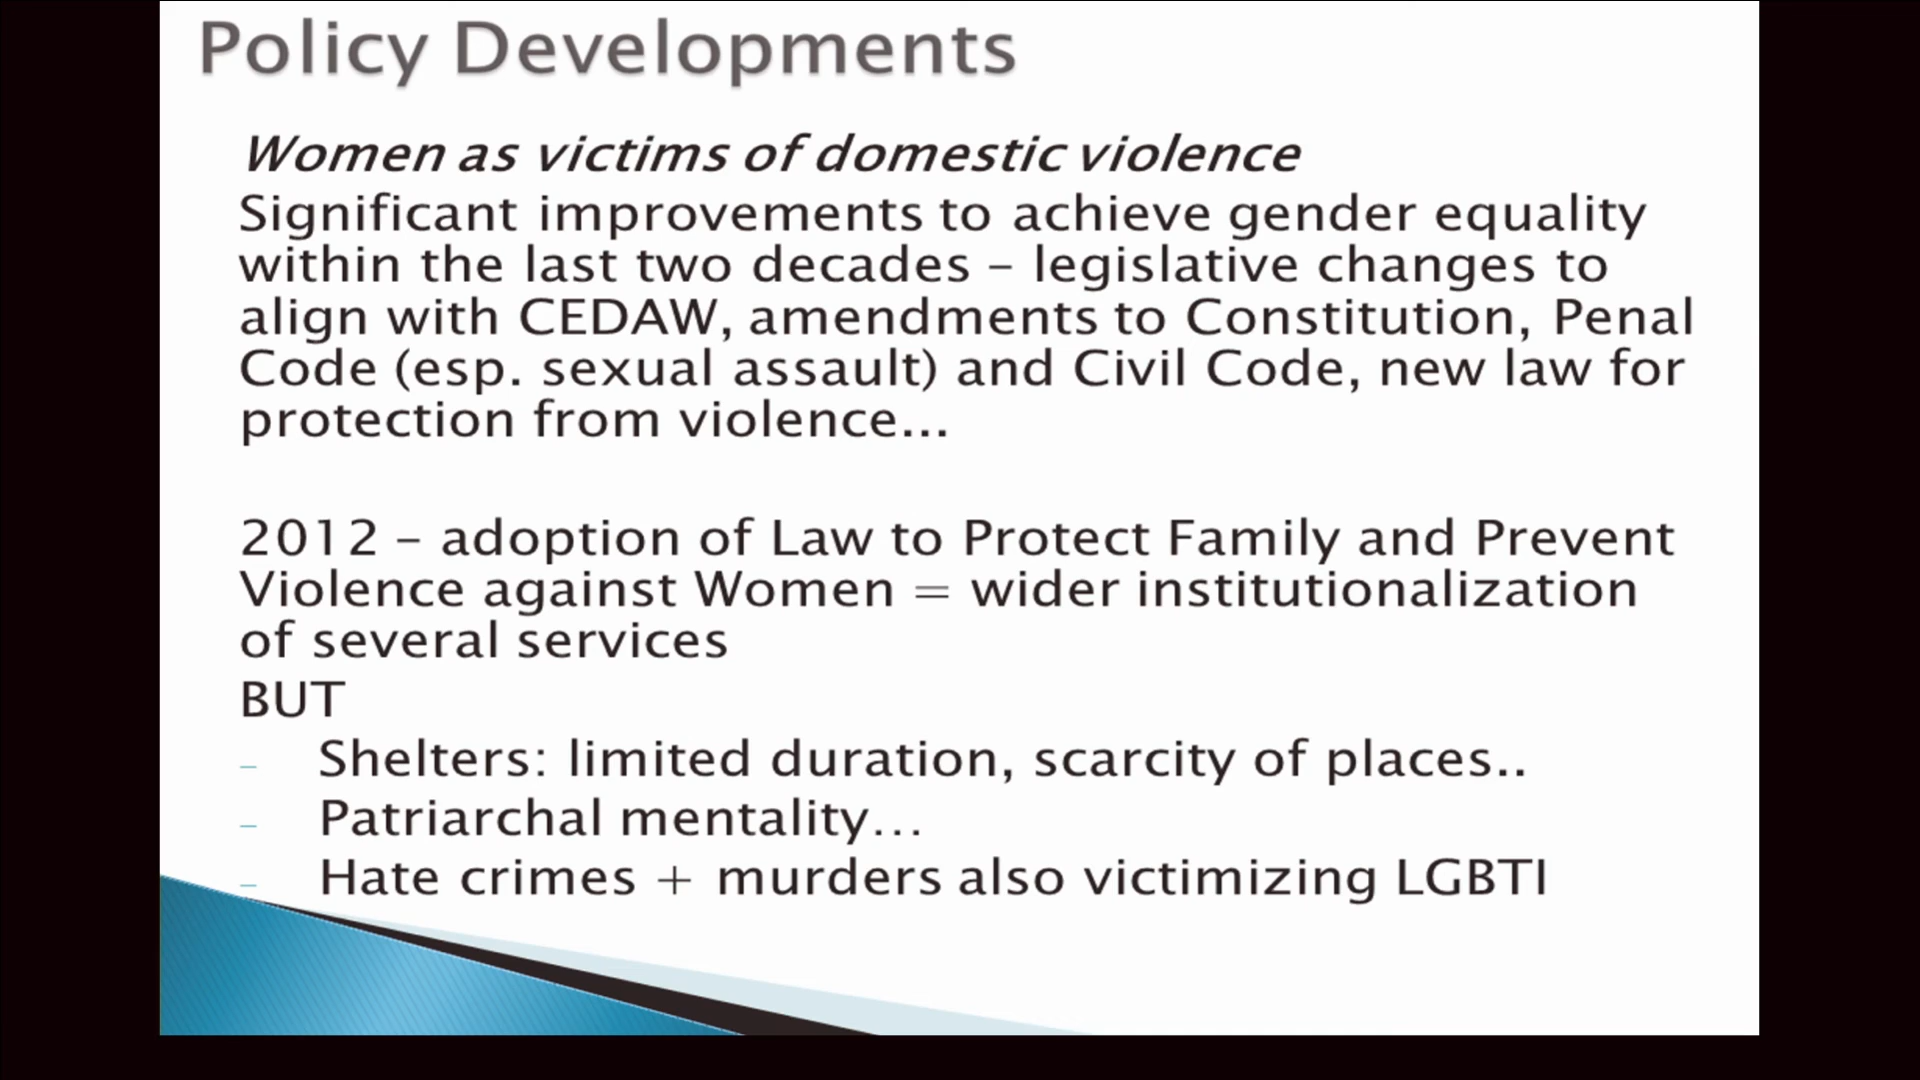 Policy Developments
Women as victims of domestic violence
Significant improvements to achieve gender equality
within the last two decades – legislative changes to
align with CEDAW, amendments to Constitution, Penal
Code (esp. sexual assault) and Civil Code, new law for
protection from violence...
2012 – adoption of Law to Protect Family and Prevent
Violence against Women = wider institutionalization
of several services
BUT
– Shelters: limited duration, scarcity of places..
– Patriarchal mentality...
– Hate crimes + murders also victimizing LGBTI